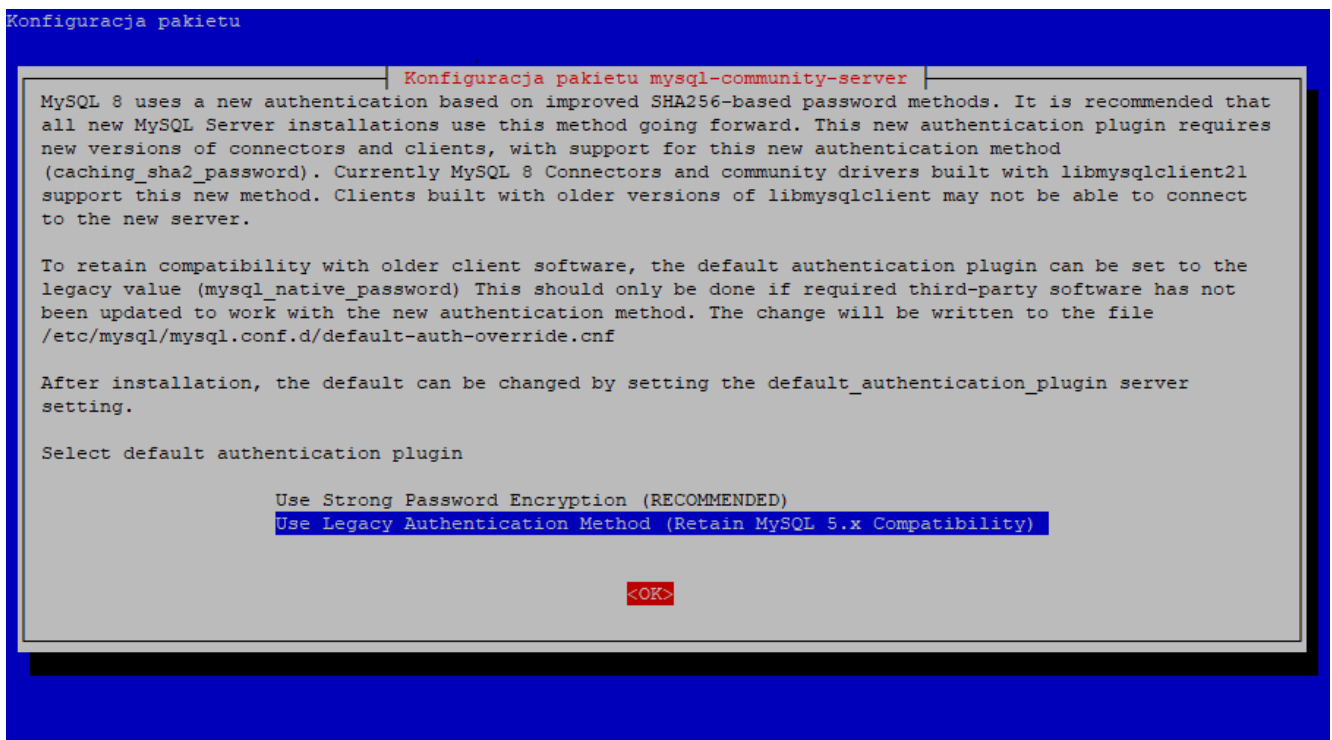 Konfiguracja pakietu
Konfiguracja pakietu mysql-community-server
MySQL 8 uses a new authentication based on improved SHA256-based password methods. It is recommended that
all new MySQL Server installations use this method going forward. This new authentication plugin requires
new versions of connectors and clients, with support for this new authentication method
(caching_sha2_password). Currently MySQL 8 Connectors and community drivers built with libmysqlclient21
support this new method. Clients built with older versions of libmysqlclient may not be able to connect
to the new server.
To retain compatibility with older client software, the default authentication plugin can be set to the
legacy value (mysql_native_password) This should only be done if required third-party software has not
been updated to work with the new authentication method. The change will be written to the file
/etc/mysql/mysql.conf.d/default-auth-override.cnf
After installation, the default can be changed by setting the default_authentication_plugin server
setting.
Select default authentication plugin
Use Strong Password Encryption (RECOMMENDED)
Use Legacy Authentication Method (Retain MySQL 5.x Compatibility)
<OK>